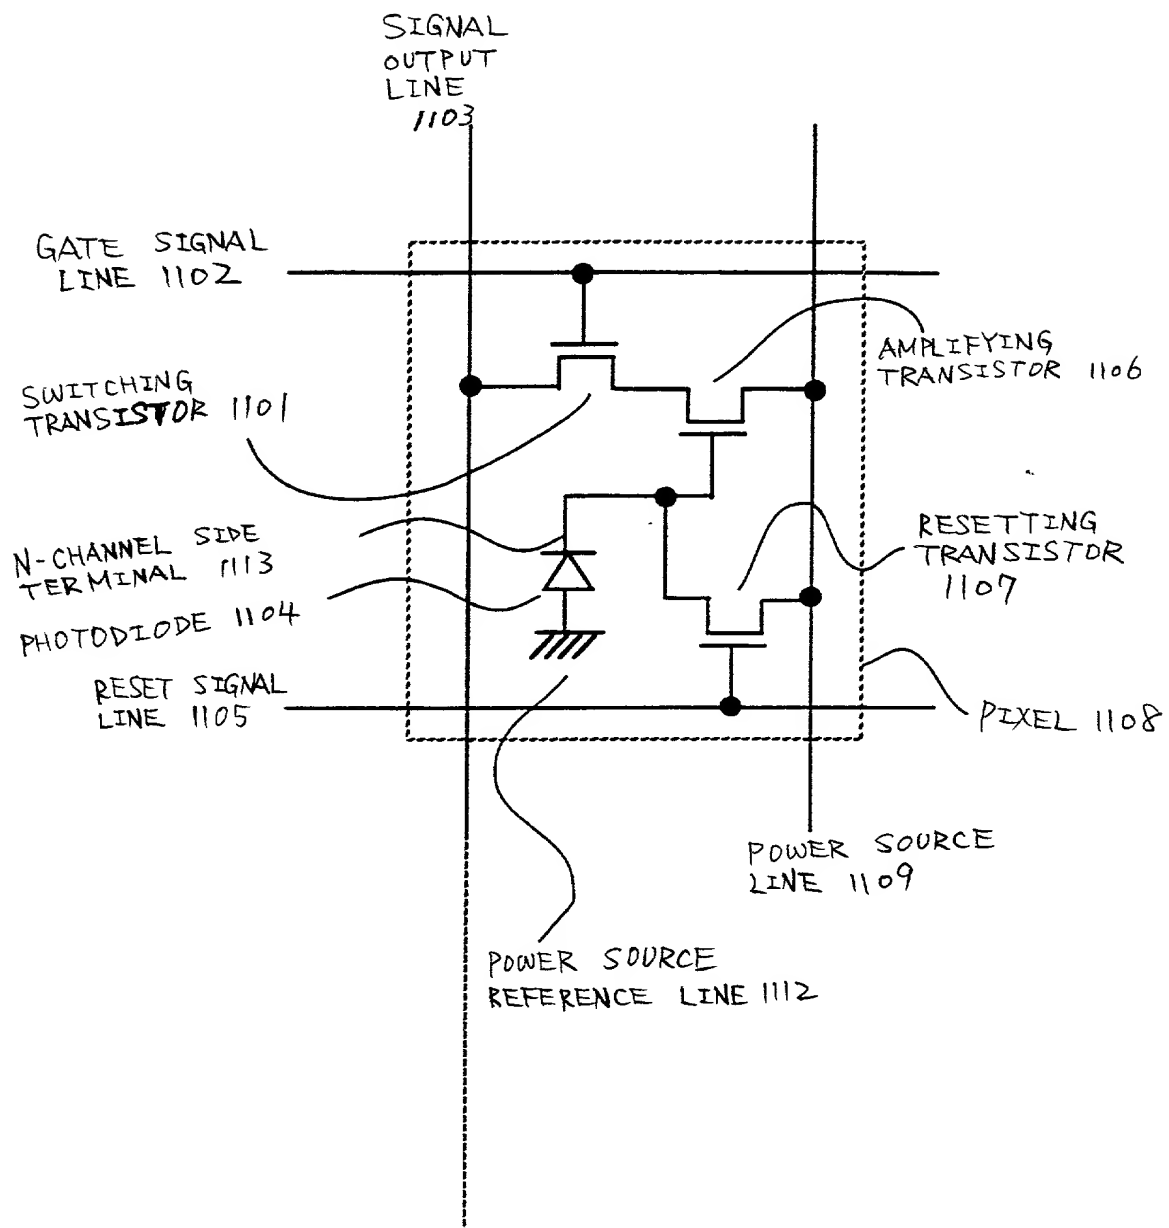 SIGNAL
OUTPUT
LINE
1103
GATE SIGNAL
LINE 1102
AMPLIFYING
TRANSISTOR 1106
SWITCHING
TRANSISTOR 1101
RESETTING
TRANSISTOR
1107
N-CHANNEL SIDE
TERMINAL 1113
PHOTODIODE 1104
RESET SIGNAL
LINE 1105
PIXEL 1108
POWER SOURCE
LINE 1109
POWER SOURCE
REFERENCE LINE 1112